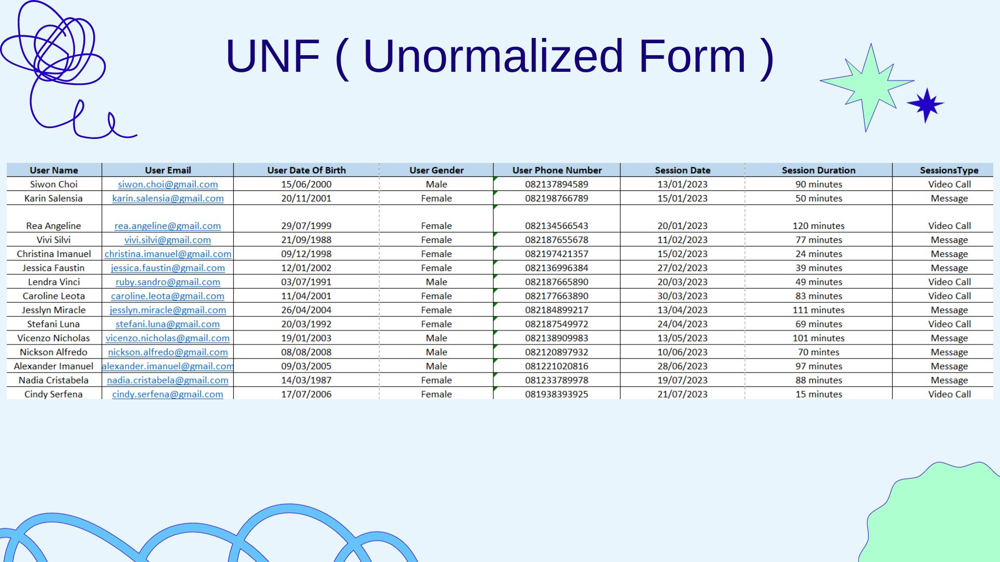 UNF ( Unormalized Form )
User Name User Email User Date Of Birth User Gender User Phone Number Session Date Session Duration SessionsType
Siwon Choi siwon.choi@gmail.com 15/06/2000 Male 082137894589 13/01/2023 90 minutes Video Call
Karin Salensia karin.salensia@gmail.com 20/11/2001 Female 082198766789 15/01/2023 50 minutes Message
Rea Angeline rea.angeline@gmail.com 29/07/1999 Female 082134566543 20/01/2023 120 minutes Video Call
Vivi Silvi vivi.silvi@gmail.com 21/09/1988 Female 082187655678 11/02/2023 77 minutes Message
Christina Imanuel christina.imanuel@gmail.com 09/12/1998 Female 082197421357 15/02/2023 24 minutes Message
Jessica Faustin jessica.faustin@gmail.com 12/01/2002 Female 082136996384 27/02/2023 39 minutes Message
Lendra Vinci ruby.sandro@gmail.com 03/07/1991 Male 082187665890 20/03/2023 49 minutes Video Call
Caroline Leota caroline.leota@gmail.com 11/04/2001 Female 082177663890 30/03/2023 83 minutes Video Call
Jesslyn Miracle jesslyn.miracle@gmail.com 26/04/2004 Female 082184899217 13/04/2023 111 minutes Message
Stefani Luna stefani.luna@gmail.com 20/03/1992 Female 082187549972 24/04/2023 69 minutes Video Call
Vicenzo Nicholas vicenzo.nicholas@gmail.com 19/01/2003 Male 082138909983 13/05/2023 101 minutes Message
Nickson Alfredo nickson.alfredo@gmail.com 08/08/2008 Male 082120897932 10/06/2023 70 mintes Message
Alexander Imanuel alexander.imanuel@gmail.com 09/03/2005 Male 081221020816 28/06/2023 97 minutes Message
Nadia Cristabela nadia.cristabela@gmail.com 14/03/1987 Female 081233789978 19/07/2023 88 minutes Message
Cindy Serfena cindy.serfena@gmail.com 17/07/2006 Female 081938393925 21/07/2023 15 minutes Video Call